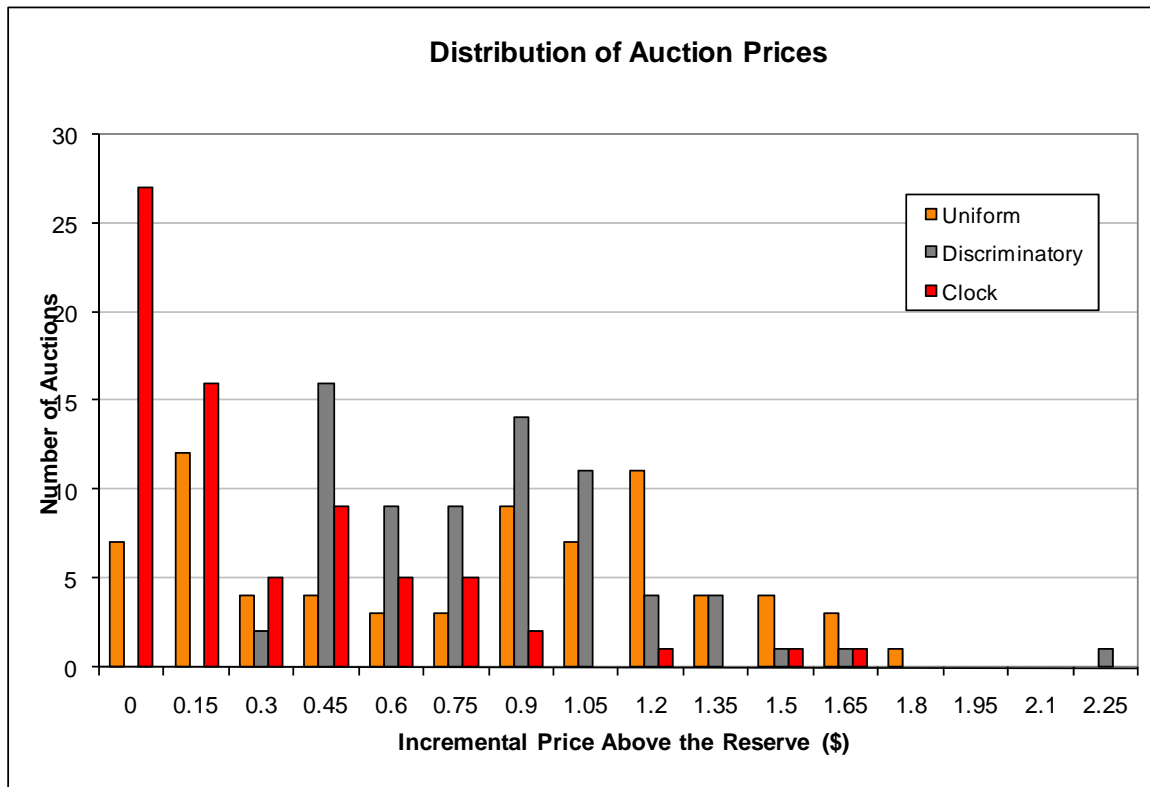 Distribution of Auction Prices
30
25
20
15
10
5
0
Number of Auctions
Uniform
Discriminatory
Clock
0 0.15 0.3 0.45 0.6 0.75 0.9 1.05 1.2 1.35 1.5 1.65 1.8 1.95 2.1 2.25
Incremental Price Above the Reserve ($)